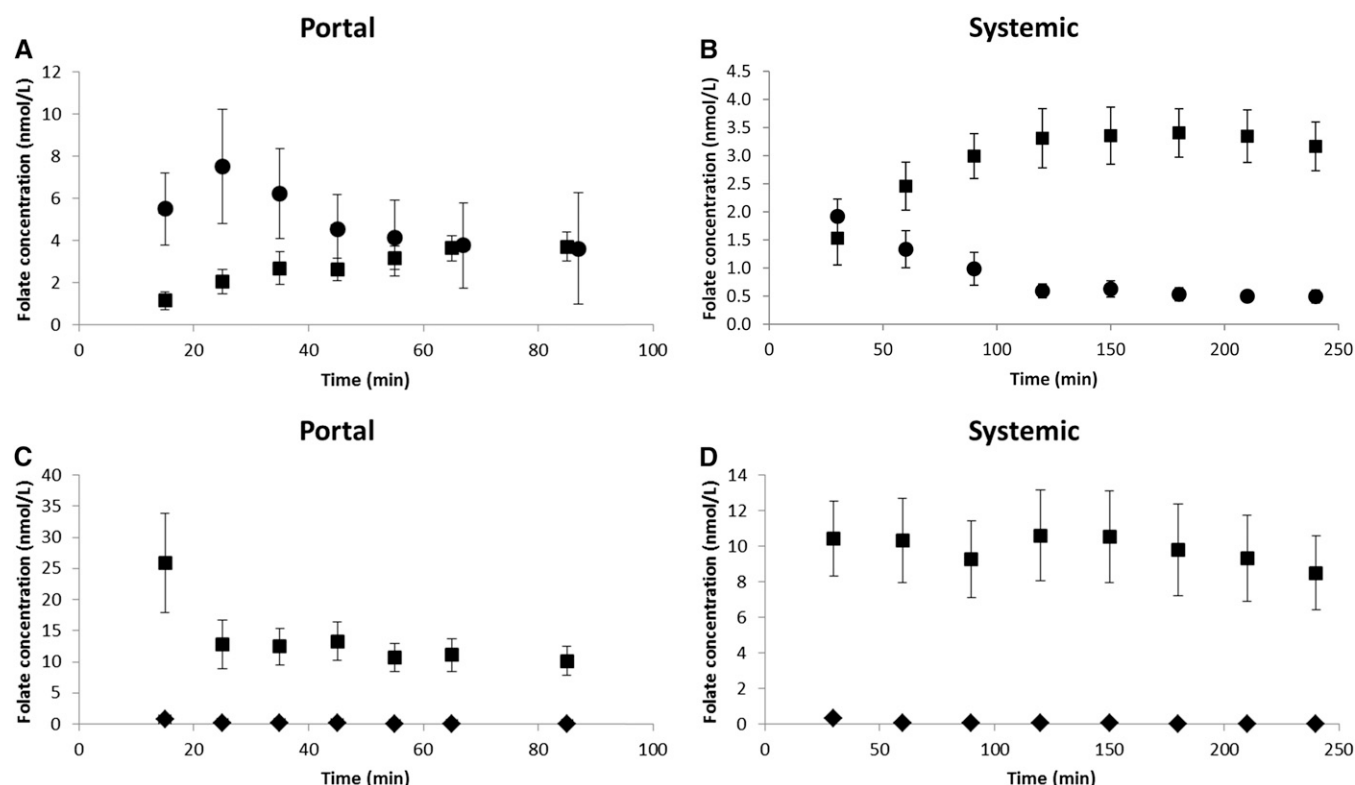 Portal
A
Folate concentration (nmol/L)
12
10
8
6
4
2
0
0 20 40 60 80 100
Time (min)
Systemic
B
Folate concentration (nmol/L)
4.5
4.0
3.5
3.0
2.5
2.0
1.5
1.0
0.5
0.0
0 50 100 150 200 250
Time (min)
Portal
C
Folate concentration (nmol/L)
40
35
30
25
20
15
10
5
0
0 20 40 60 80 100
Time (min)
Systemic
D
Folate concentration (nmol/L)
14
12
10
8
6
4
2
0
0 50 100 150 200 250
Time (min)